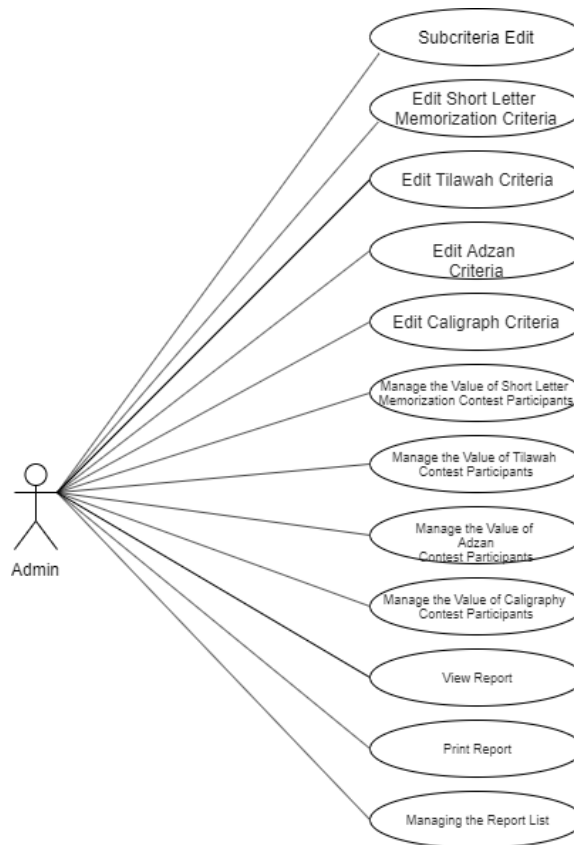 Subcriteria Edit
Edit Short Letter
Memorization Criteria
Edit Tilawah Criteria
Edit Adzan
Criteria
Edit Caligraph Criteria
Manage the Value of Short Letter
Memorization Contest Participants
Manage the Value of Tilawah
Contest Participants
Manage the Value of
Adzan
Contest Participants
Manage the Value of Caligraphy
Contest Participants
Admin
View Report
Print Report
Managing the Report List